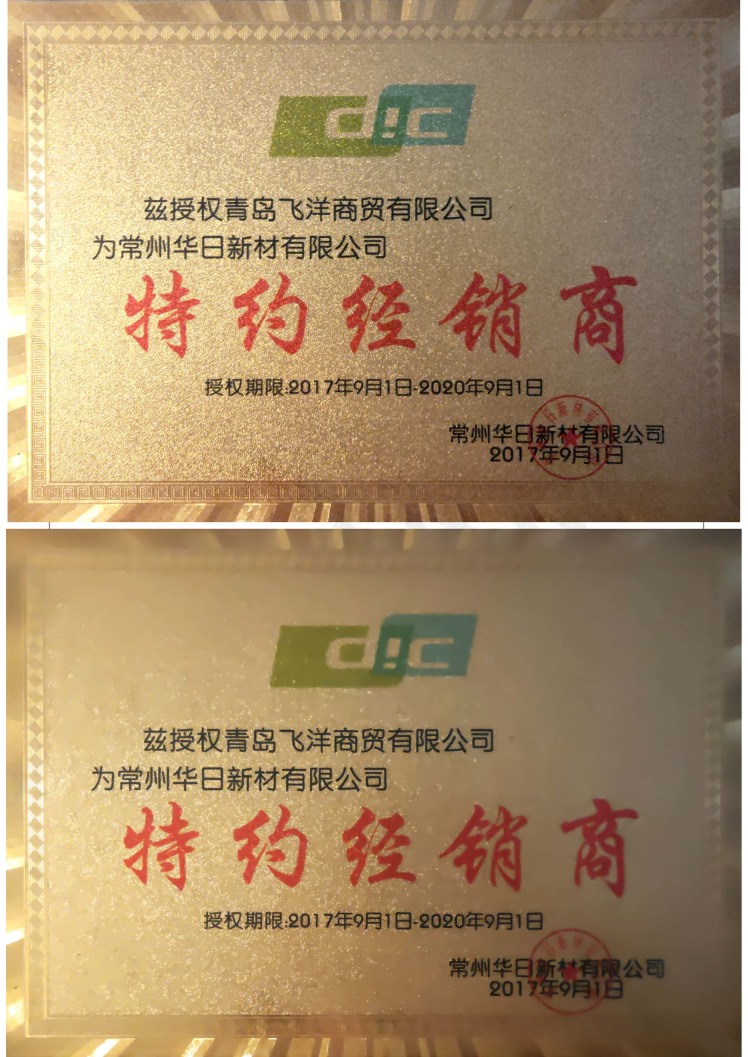 d!c
兹授权青岛飞洋商贸有限公司
为常州华日新材有限公司
特约经销商
授权期限:2017年9月1日-2020年9月1日
常州华日新材有限公司
2017年9月1日
d!c
兹授权青岛飞洋商贸有限公司
为常州华日新材有限公司
特约经销商
授权期限:2017年9月1日-2020年9月1日
常州华日新材有限公司
2017年9月1日